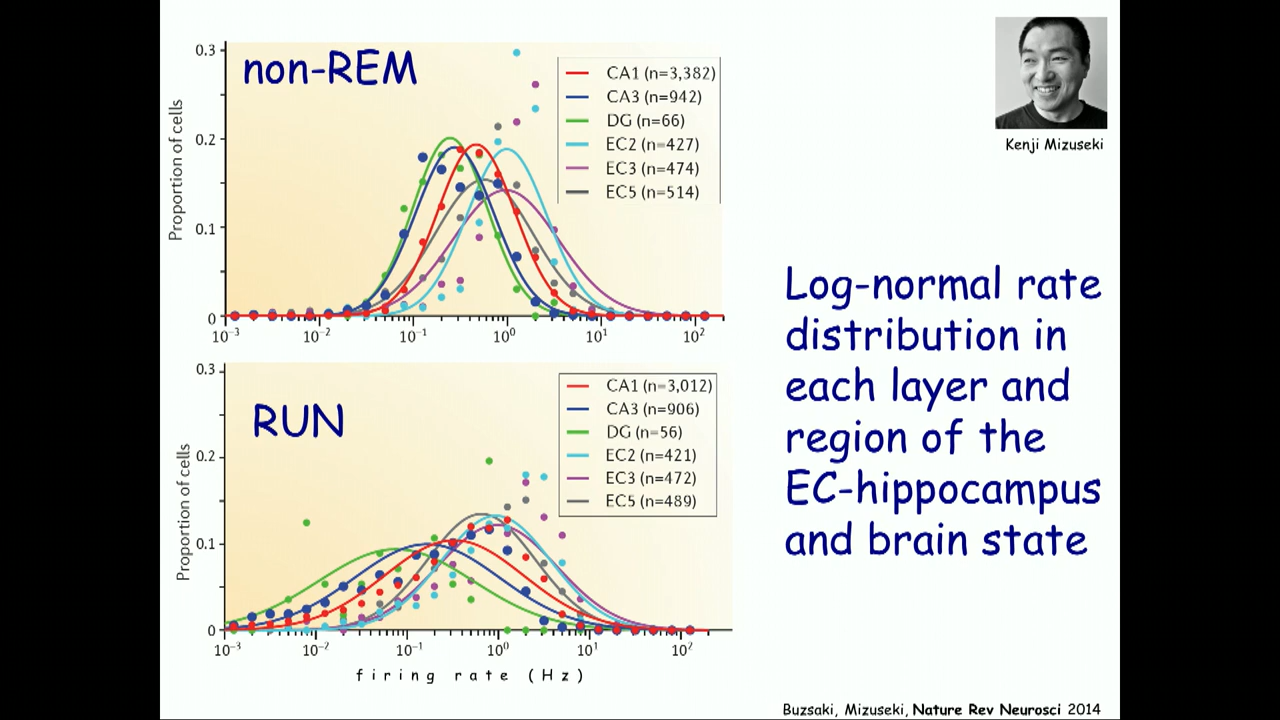 non-REM
Proportion of cells
0.3
0.2
0.1
0
10⁻³ 10⁻² 10⁻¹ 10⁰ 10¹ 10²
CA1 (n=3,382)
CA3 (n=942)
DG (n=66)
EC2 (n=427)
EC3 (n=474)
EC5 (n=514)
Kenji Mizuseki
RUN
Proportion of cells
0.3
0.2
0.1
0
10⁻³ 10⁻² 10⁻¹ 10⁰ 10¹ 10²
firing rate (Hz)
CA1 (n=3,012)
CA3 (n=906)
DG (n=56)
EC2 (n=421)
EC3 (n=472)
EC5 (n=489)
Log-normal rate
distribution in
each layer and
region of the
EC-hippocampus
and brain state
Buzsaki, Mizuseki, Nature Rev Neurosci 2014